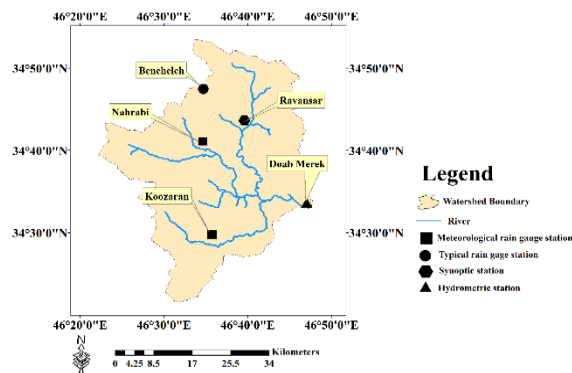 46°20'0"E 46°30'0"E 46°40'0"E 46°50'0"E
34°50'0"N 34°50'0"N
Benehelch
Ravansar
Nahrabi
34°40'0"N 34°40'0"N
Doab Merek
Koozaran
34°30'0"N 34°30'0"N
46°20'0"E 46°30'0"E 46°40'0"E 46°50'0"E
N
Kilometers
0 4.25 8.5 17 25.5 34
Legend
Watershed Boundary
River
Meteorological rain gauge station
Typical rain gage station
Synoptic station
Hydrometric station